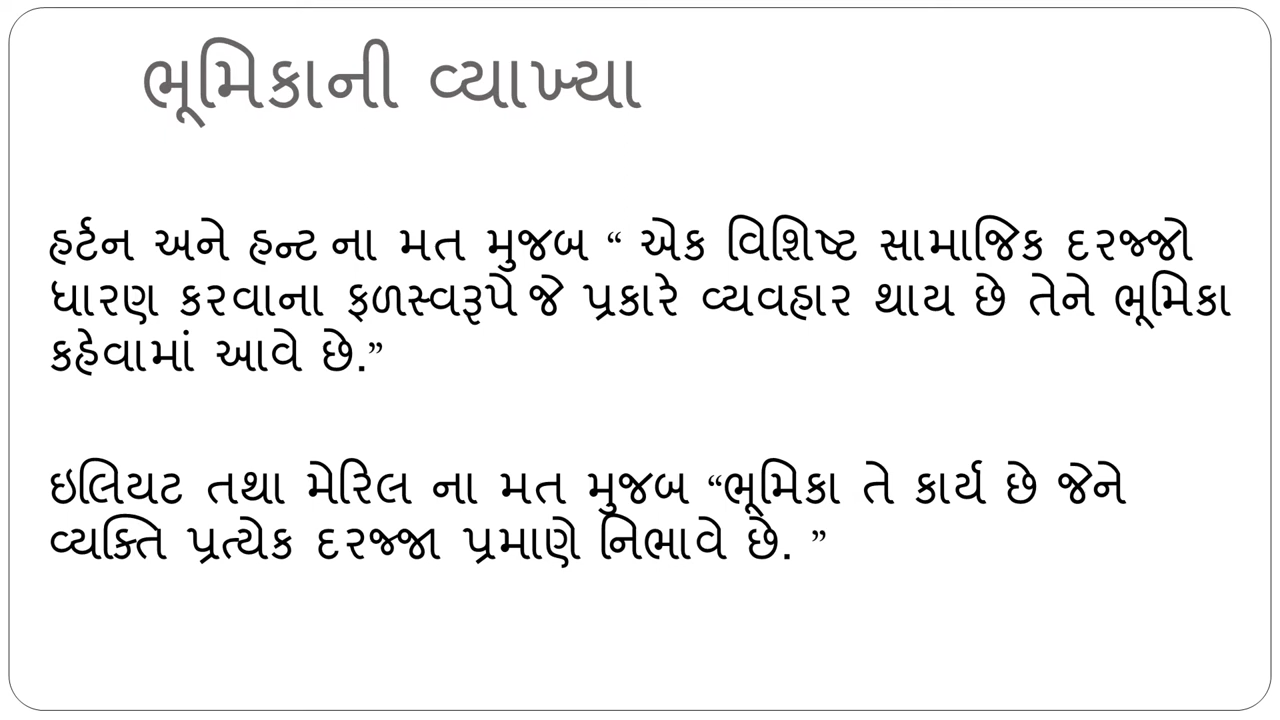 ભૂમિકાની વ્યાખ્યા
હર્ટન અને હન્ટ ના મત મુજબ “ એક વિશિષ્ટ સામાજિક દરજ્જો
ધારણ કરવાના ફળસ્વરૂપે જે પ્રકારે વ્યવહાર થાય છે તેને ભૂમિકા
કહેવામાં આવે છે.”
ઇલિયટ તથા મેરિલ ના મત મુજબ “ભૂમિકા તે કાર્ય છે જેને
વ્યક્તિ પ્રત્યેક દરજ્જા પ્રમાણે નિભાવે છે. ”